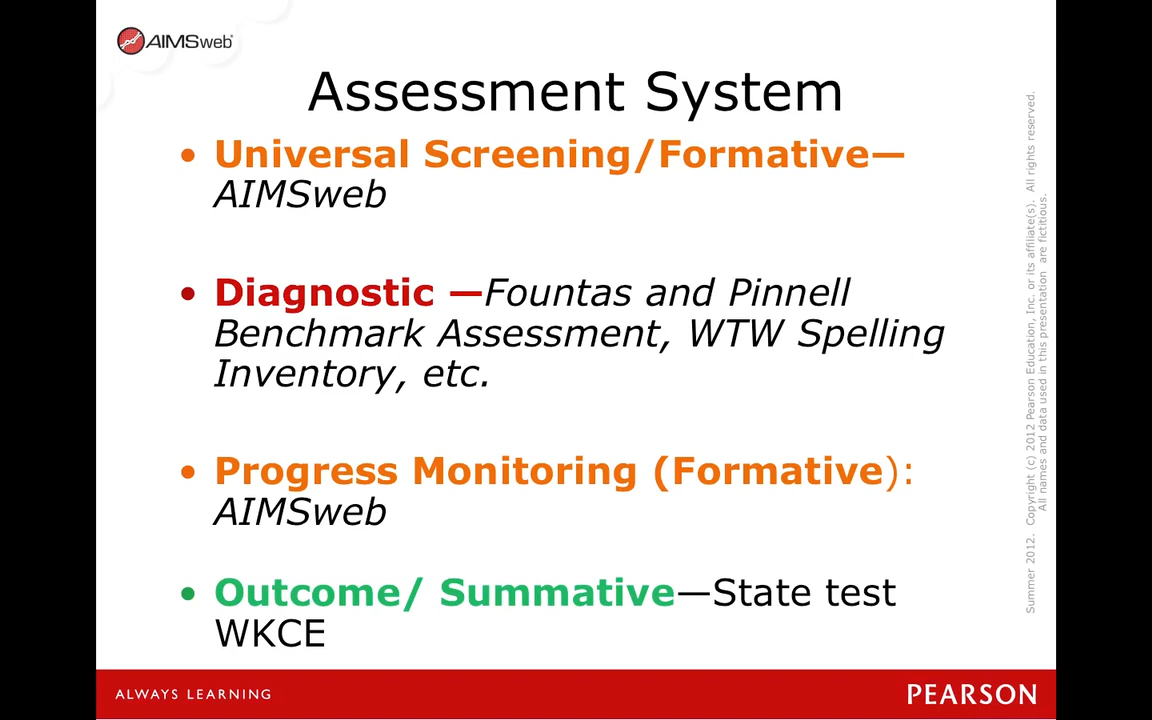 AIMSweb
Assessment System
• Universal Screening/Formative—
AIMSweb
• Diagnostic —Fountas and Pinnell
Benchmark Assessment, WTW Spelling
Inventory, etc.
• Progress Monitoring (Formative):
AIMSweb
• Outcome/ Summative—State test
WKCE
Summer 2012. Copyright (c) 2012 Pearson Education, Inc. or its affiliate(s). All rights reserved.
All names and data used in this presentation are fictitious.
ALWAYS LEARNING
PEARSON